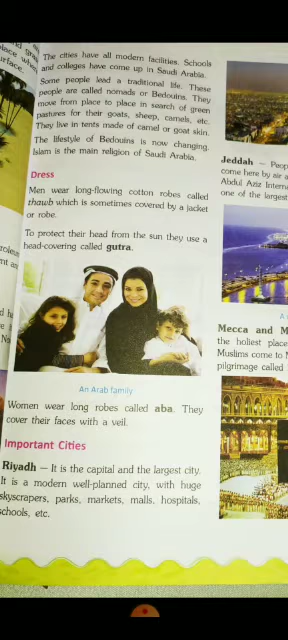 The cities have all modern facilities. Schools
and colleges have come up in Saudi Arabia.
Some people lead a traditional life. These
people are called nomads or Bedouins. They
move from place to place in search of green
pastures for their goats, sheep, camels, etc.
They live in tents made of camel or goat skin.
The lifestyle of Bedouins is now changing.
Islam is the main religion of Saudi Arabia.
Dress
Men wear long-flowing cotton robes called
thawb which is sometimes covered by a jacket
or robe.
To protect their head from the sun they use a
head-covering called gutra.
An Arab family
Women wear long robes called aba. They
cover their faces with a veil.
Important Cities
Riyadh — It is the capital and the largest city.
It is a modern well-planned city, with huge
skyscrapers, parks, markets, malls, hospitals,
schools, etc.
Jeddah — Peop
come here by air a
Abdul Aziz Intern
one of the largest
Mecca and M
the holiest place
Muslims come to
pilgrimage called